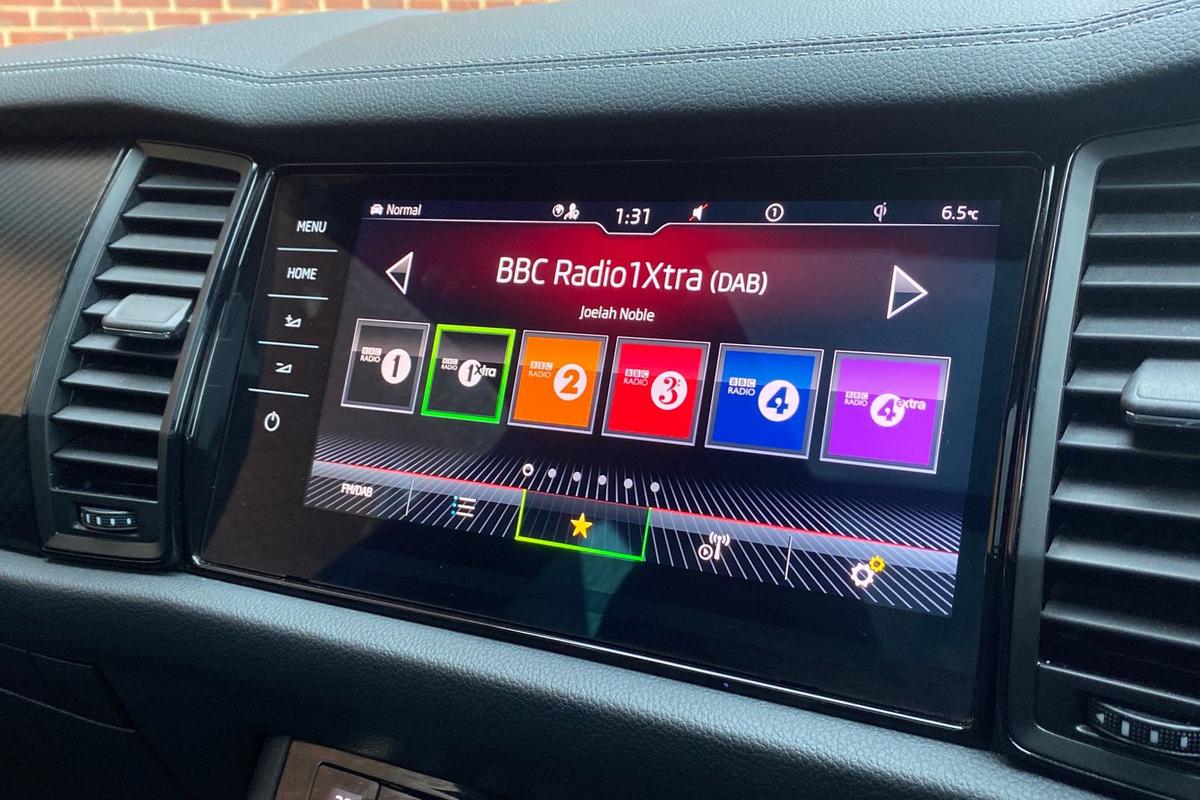 Normal
1:31
1
6.5°C
MENU
HOME
BBC Radio1Xtra (DAB)
Joelah Noble
BBC RADIO 1
BBC RADIO 1Xtra
BBC RADIO 2
BBC RADIO 3
BBC RADIO 4
BBC RADIO 4 extra
FM/DAB